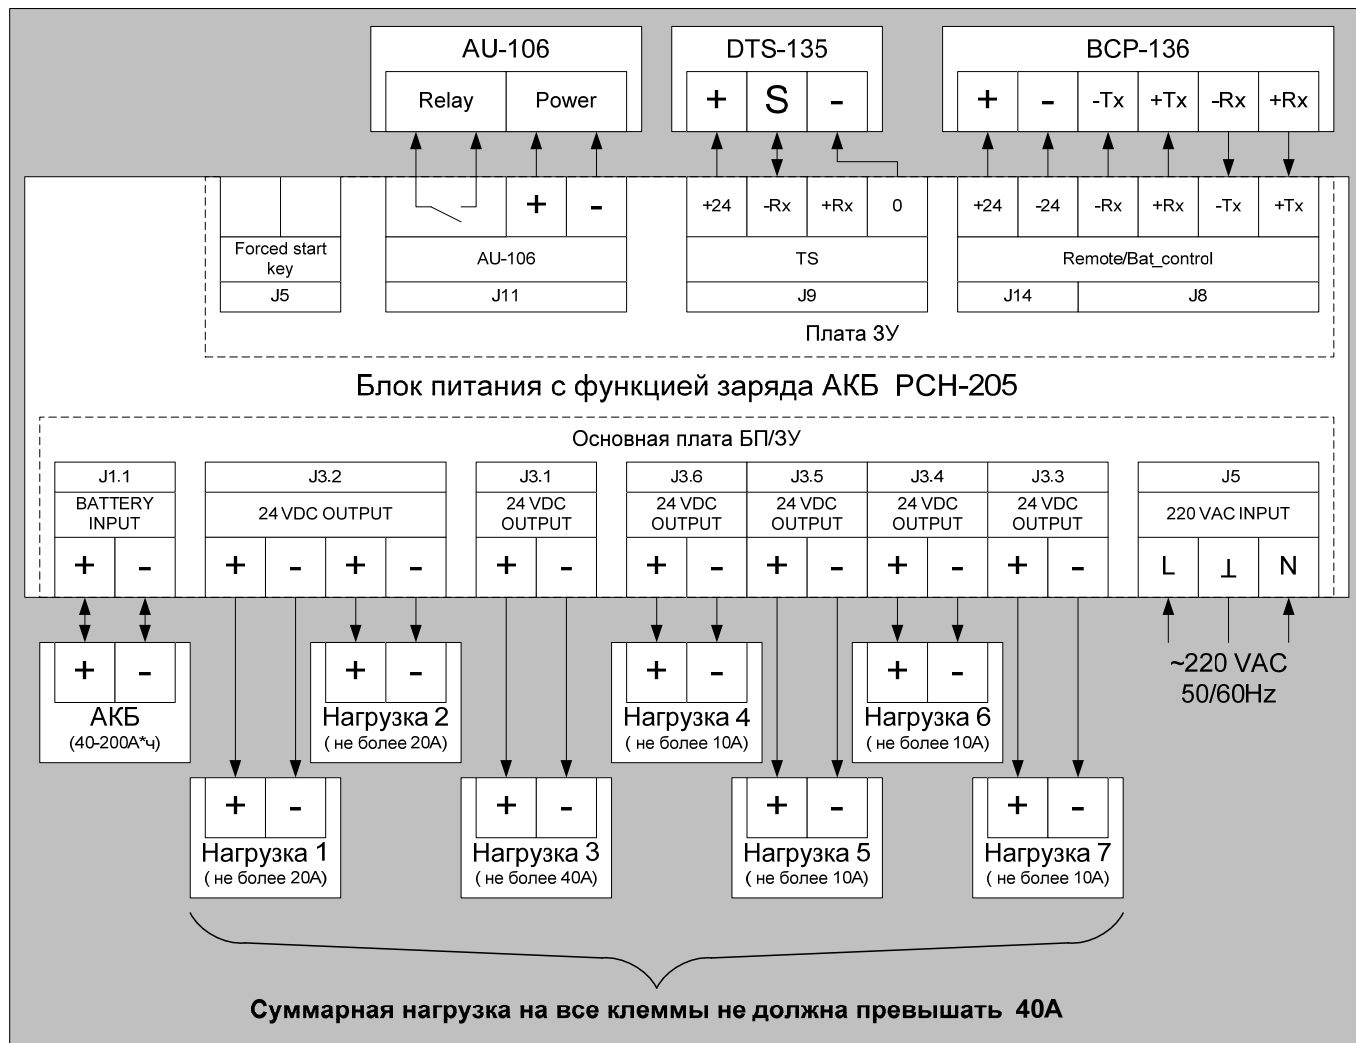 AU-106 DTS-135 BCP-136
Relay Power + S - + - -Tx +Tx -Rx +Rx
+ - +24 -Rx +Rx 0 +24 -24 -Rx +Rx -Tx +Tx
Forced start key AU-106 TS Remote/Bat_control
J5 J11 J9 J14 J8
Плата ЗУ
Блок питания с функцией заряда АКБ PCH-205
Основная плата БП/ЗУ
J1.1 J3.2 J3.1 J3.6 J3.5 J3.4 J3.3 J5
BATTERY INPUT 24 VDC OUTPUT 24 VDC OUTPUT 24 VDC OUTPUT 24 VDC OUTPUT 24 VDC OUTPUT 24 VDC OUTPUT 220 VAC INPUT
+ - + - + - + - + - + - + - + - L ⊥ N
~220 VAC
50/60Hz
+ - + - + - + -
АКБ Нагрузка 2 Нагрузка 4 Нагрузка 6
(40-200А*ч) ( не более 20А) ( не более 10А) ( не более 10А)
+ - + - + - + -
Нагрузка 1 Нагрузка 3 Нагрузка 5 Нагрузка 7
( не более 20А) ( не более 40А) ( не более 10А) ( не более 10А)
Суммарная нагрузка на все клеммы не должна превышать 40А